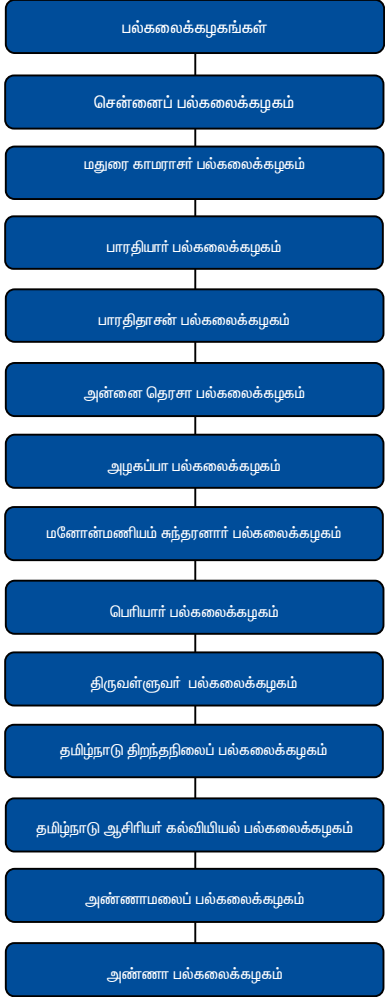 பல்கலைக்கழகங்கள்
சென்னைப் பல்கலைக்கழகம்
மதுரை காமராசர் பல்கலைக்கழகம்
பாரதியார் பல்கலைக்கழகம்
பாரதிதாசன் பல்கலைக்கழகம்
அன்னை தெரசா பல்கலைக்கழகம்
அழகப்பா பல்கலைக்கழகம்
மனோன்மணியம் சுந்தரனார் பல்கலைக்கழகம்
பெரியார் பல்கலைக்கழகம்
திருவள்ளுவர் பல்கலைக்கழகம்
தமிழ்நாடு திறந்தநிலைப் பல்கலைக்கழகம்
தமிழ்நாடு ஆசிரியர் கல்வியியல் பல்கலைக்கழகம்
அண்ணாமலைப் பல்கலைக்கழகம்
அண்ணா பல்கலைக்கழகம்